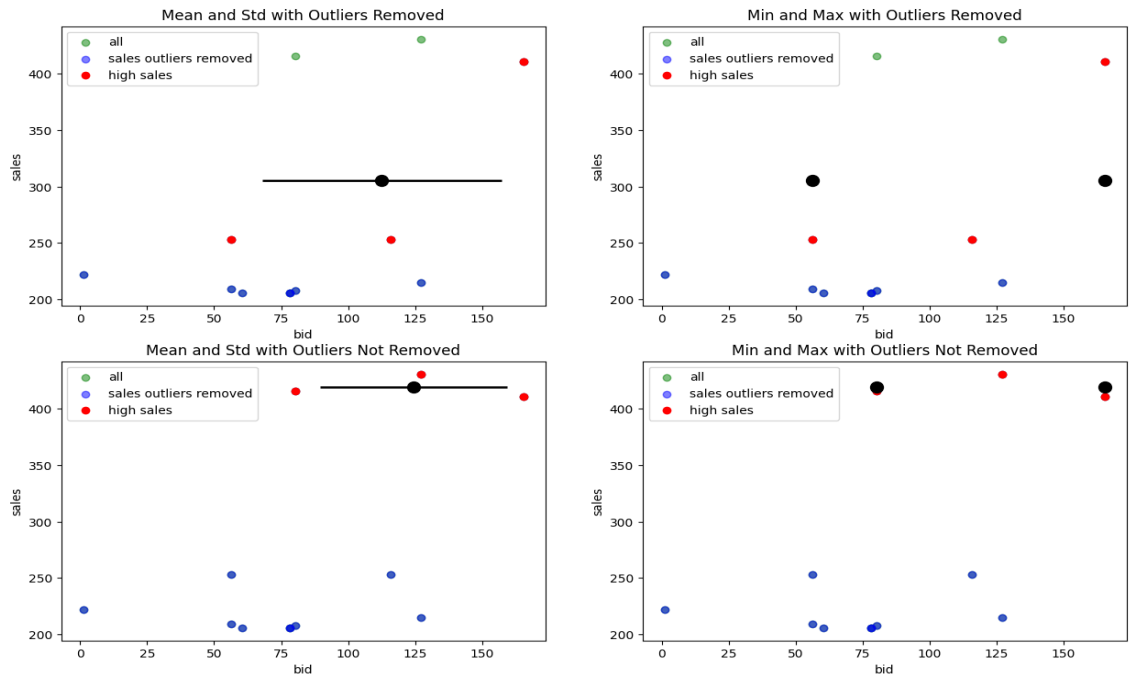 Mean and Std with Outliers Removed
all
sales outliers removed
high sales
400
350
300
250
200
sales
0 25 50 75 100 125 150
bid
Min and Max with Outliers Removed
all
sales outliers removed
high sales
400
350
300
250
200
sales
0 25 50 75 100 125 150
bid
Mean and Std with Outliers Not Removed
all
sales outliers removed
high sales
400
350
300
250
200
sales
0 25 50 75 100 125 150
bid
Min and Max with Outliers Not Removed
all
sales outliers removed
high sales
400
350
300
250
200
sales
0 25 50 75 100 125 150
bid